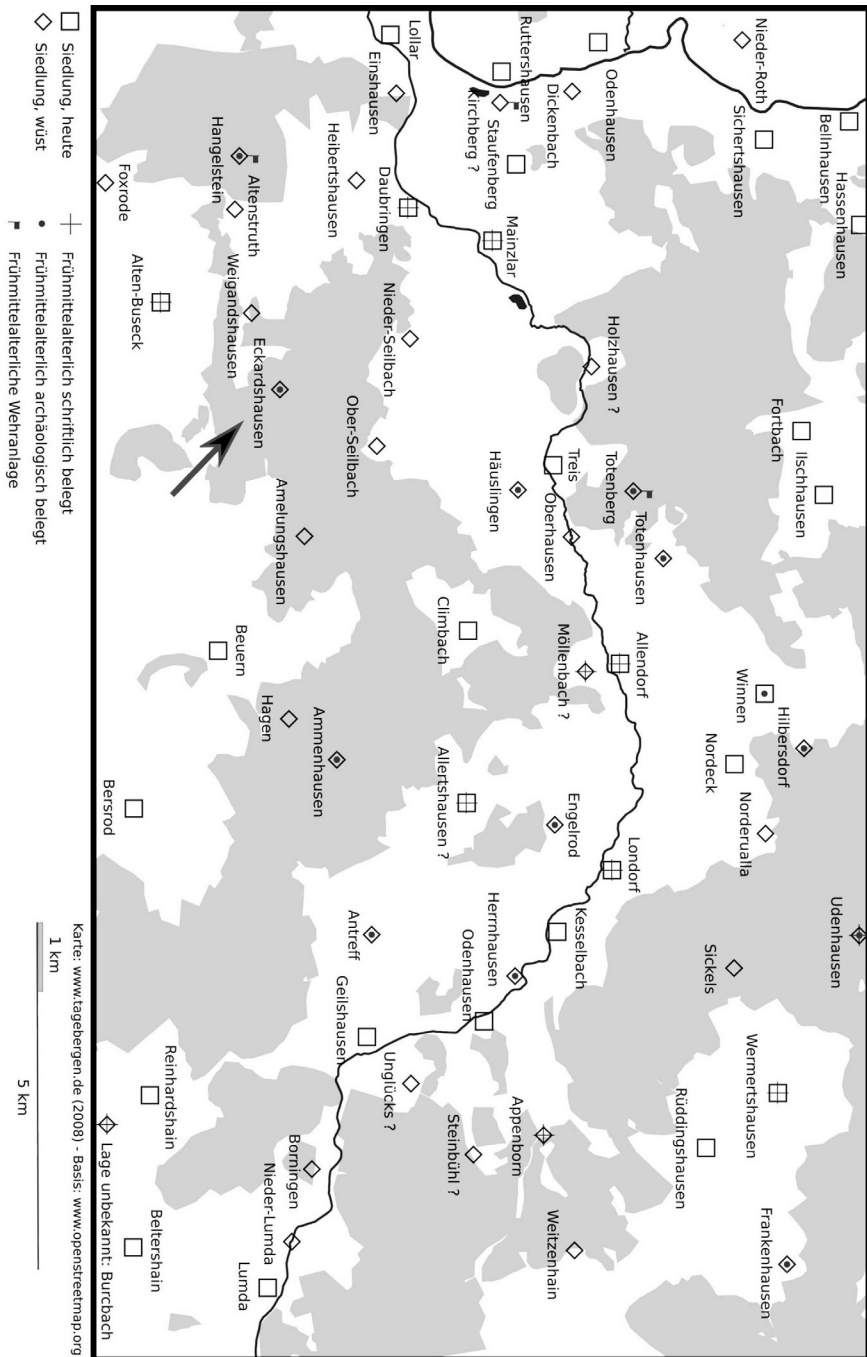 Nieder-Roth
Bellnhausen
Hassenhausen
Sichertshausen
Odenhausen
Dickenbach
Ruttershausen
Staufenberg
Kirchberg ?
Lollar
Einshausen
Daubringen
Mainzlar
Heibertshausen
Hangelstein
Altenstruth
Foxrode
Weigandshausen
Alten-Buseck
Eckardshausen
Nieder-Seilbach
Ober-Seilbach
Holzhausen ?
Fortbach
Ilschhausen
Treis
Totenberg
Totenhausen
Oberhausen
Häuslingen
Amelungshausen
Climbach
Beuern
Möllenbach ?
Allendorf
Winnen
Hilbersdorf
Nordeck
Norderualla
Hagen
Ammenhausen
Allertshausen ?
Bersrod
Engelrod
Londorf
Udenhausen
Sickels
Kesselbach
Herrnhausen
Odenhausen
Antreff
Geilshausen
Unglücks ?
Wermertshausen
Rüddingshausen
Appenborn
Steinbühl ?
Frankenhausen
Weitzenhain
Reinhardshain
Borningen
Nieder-Lumda
Lumda
Beltershain
Lage unbekannt: Burcbach
Siedlung, heute
Siedlung, wüst
Frühmittelalterlich schriftlich belegt
Frühmittelalterlich archäologisch belegt
Frühmittelalterliche Wehranlage
1 km
5 km
Karte: www.tagebergen.de (2008) - Basis: www.openstreetmap.org